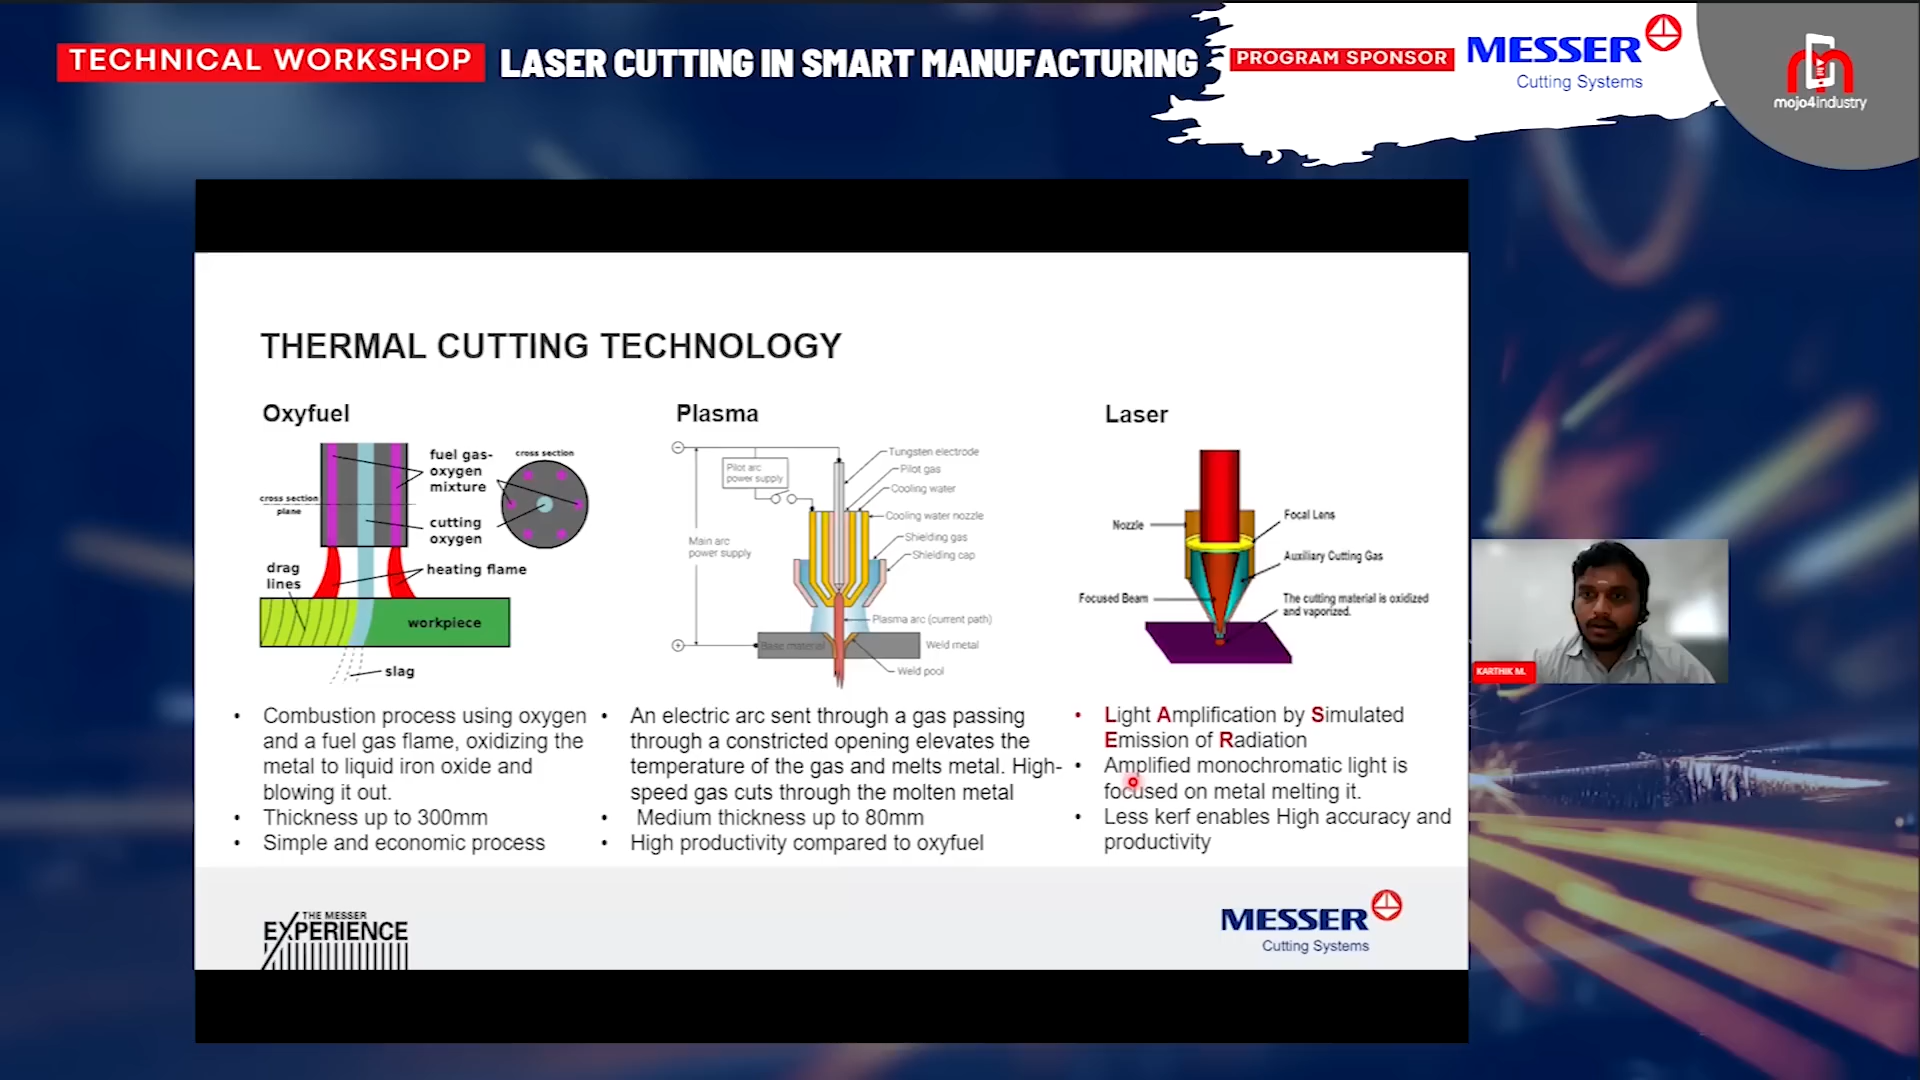 TECHNICAL WORKSHOP
LASER CUTTING IN SMART MANUFACTURING
PROGRAM SPONSOR
MESSER
Cutting Systems
mojo4industry
THERMAL CUTTING TECHNOLOGY
Oxyfuel
fuel gas-
oxygen
mixture
cross section
cross section
plane
cutting
oxygen
drag
lines
heating flame
workpiece
slag
• Combustion process using oxygen
and a fuel gas flame, oxidizing the
metal to liquid iron oxide and
blowing it out.
• Thickness up to 300mm
• Simple and economic process
Plasma
Pilot arc
power supply
Main arc
power supply
Tungsten electrode
Pilot gas
Cooling water
Cooling water nozzle
Shielding gas
Shielding cap
Plasma arc (current path)
Base material
Weld metal
Weld pool
• An electric arc sent through a gas passing
through a constricted opening elevates the
temperature of the gas and melts metal. High-
speed gas cuts through the molten metal
• Medium thickness up to 80mm
• High productivity compared to oxyfuel
Laser
Nozzle
Focal Lens
Auxiliary Cutting Gas
Focused Beam
The cutting material is oxidized
and vaporized.
• Light Amplification by Simulated
Emission of Radiation
• Amplified monochromatic light is
focused on metal melting it.
• Less kerf enables High accuracy and
productivity
KARTHIK M.
THE MESSER
EXPERIENCE
MESSER
Cutting Systems